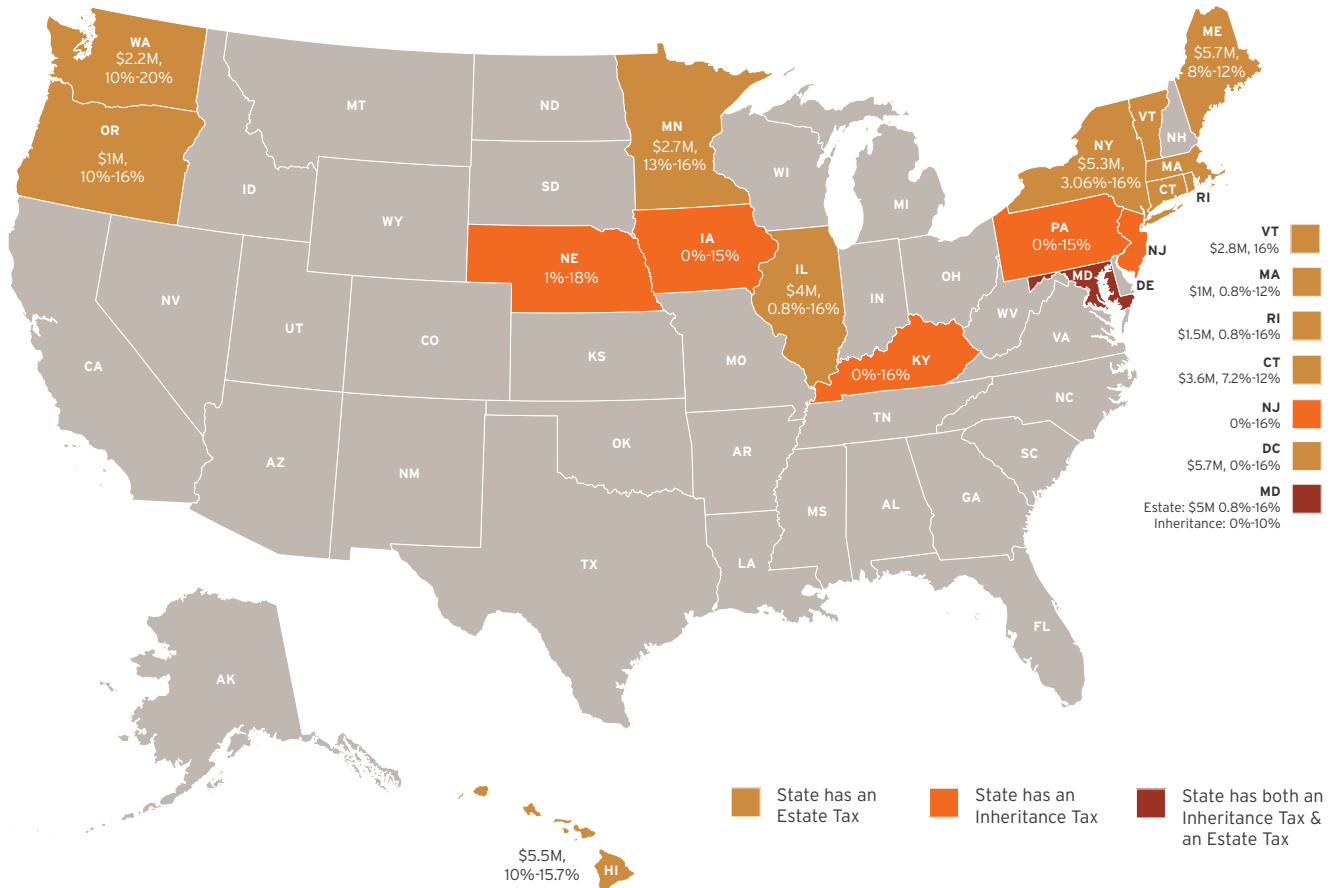 WA
$2.2M,
10%-20%
OR
$1M,
10%-16%
MT
ID
WY
ND
SD
MN
$2.7M,
13%-16%
WI
MI
ME
$5.7M,
8%-12%
VT
NH
NY
$5.3M,
3.06%-16%
MA
CT
RI
NV
UT
CO
CA
NE
1%-18%
IA
0%-15%
IL
$4M,
0.8%-16%
IN
OH
PA
0%-15%
NJ
MD
DE
WV
VA
KS
MO
KY
0%-16%
NC
TN
SC
AZ
NM
OK
AR
TX
LA
MS
AL
GA
FL
AK
$5.5M,
10%-15.7%
HI
VT
$2.8M, 16%
MA
$1M, 0.8%-12%
RI
$1.5M, 0.8%-16%
CT
$3.6M, 7.2%-12%
NJ
0%-16%
DC
$5.7M, 0%-16%
MD
Estate: $5M 0.8%-16%
Inheritance: 0%-10%
State has an
Estate Tax
State has an
Inheritance Tax
State has both an
Inheritance Tax &
an Estate Tax